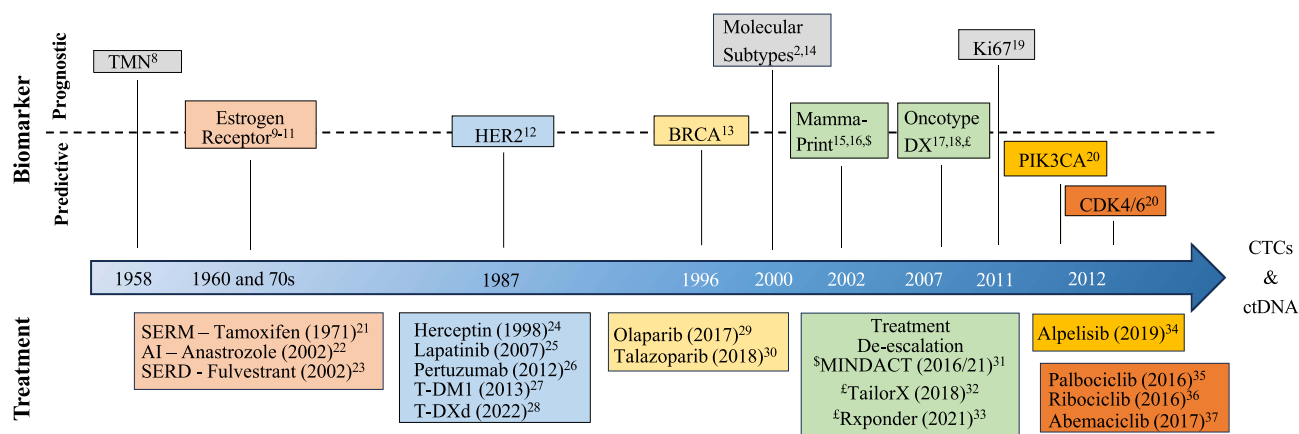 Biomarker
Prognostic
Predictive
TMN⁸
Estrogen
Receptor⁹⁻¹¹
HER2¹²
BRCA¹³
Molecular
Subtypes²,¹⁴
Mamma-
Print¹⁵,¹⁶,$
Oncotype
DX¹⁷,¹⁸,£
Ki67¹⁹
PIK3CA²⁰
CDK4/6²⁰
1958
1960 and 70s
1987
1996
2000
2002
2007
2011
2012
CTCs
&
ctDNA
Treatment
SERM – Tamoxifen (1971)²¹
AI – Anastrozole (2002)²²
SERD - Fulvestrant (2002)²³
Herceptin (1998)²⁴
Lapatinib (2007)²⁵
Pertuzumab (2012)²⁶
T-DM1 (2013)²⁷
T-DXd (2022)²⁸
Olaparib (2017)²⁹
Talazoparib (2018)³⁰
Treatment
De-escalation
$MINDACT (2016/21)³¹
£TailorX (2018)³²
£Rxponder (2021)³³
Alpelisib (2019)³⁴
Palbociclib (2016)³⁵
Ribociclib (2016)³⁶
Abemaciclib (2017)³⁷